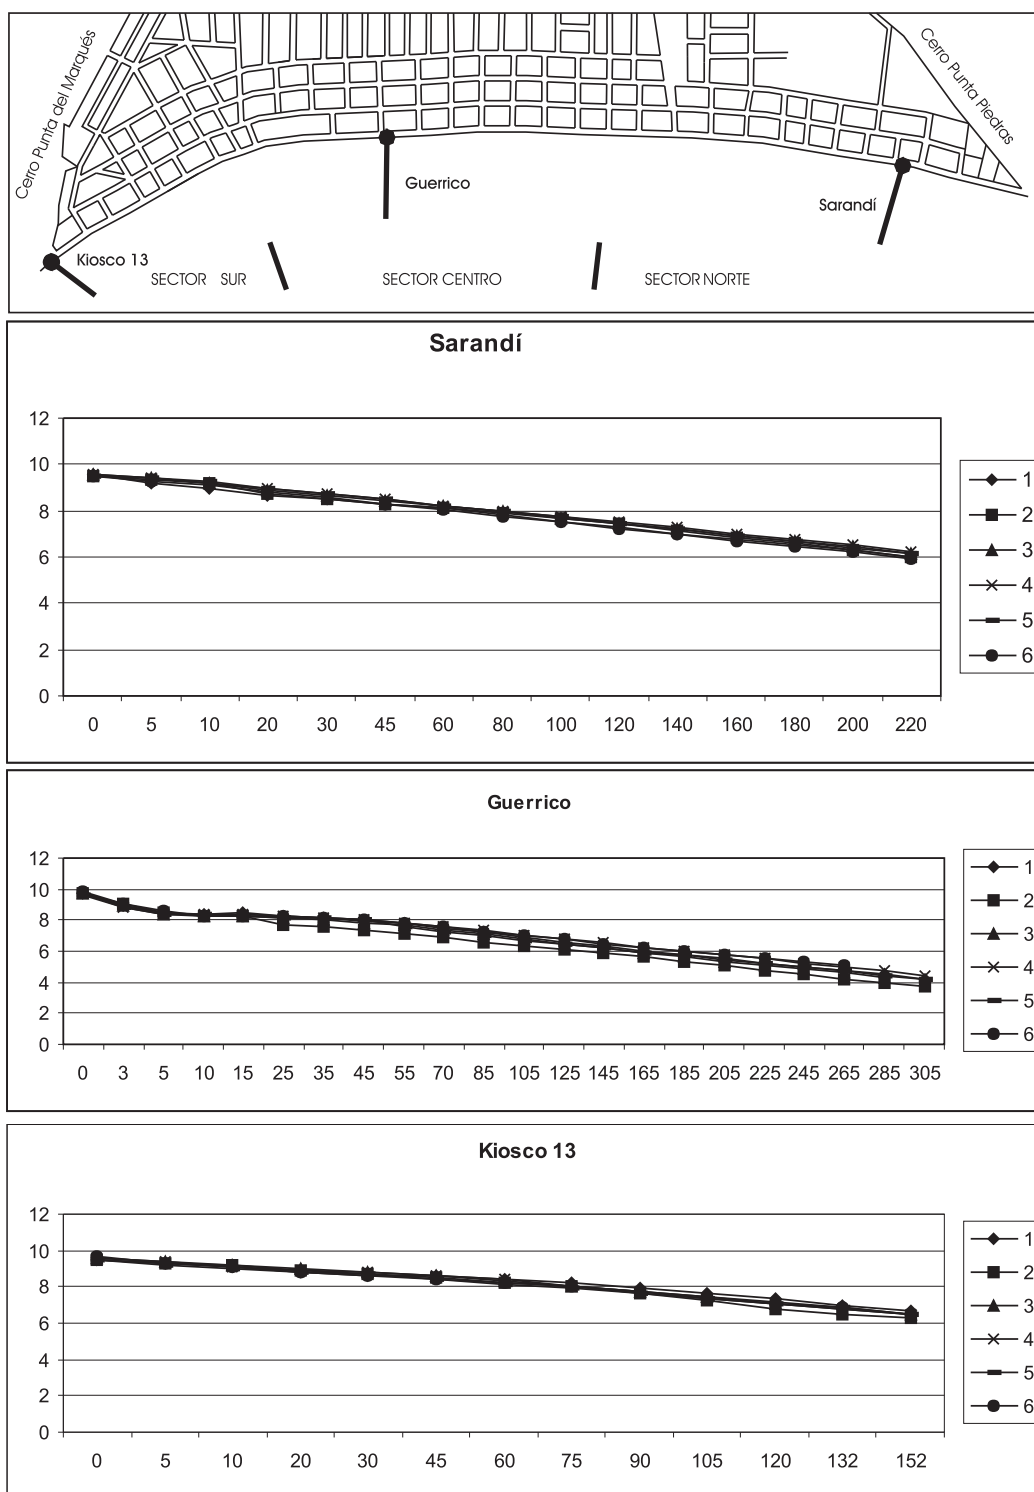 Cerro Punta del Marqués
Cerro Punta Piedras
Guerrico
Sarandí
Kiosco 13
SECTOR SUR
SECTOR CENTRO
SECTOR NORTE
Sarandí
12
10
8
6
4
2
0
0 5 10 20 30 45 60 80 100 120 140 160 180 200 220
1
2
3
4
5
6
Guerrico
12
10
8
6
4
2
0
0 3 5 10 15 25 35 45 55 70 85 105 125 145 165 185 205 225 245 265 285 305
1
2
3
4
5
6
Kiosco 13
12
10
8
6
4
2
0
0 5 10 20 30 45 60 75 90 105 120 132 152
1
2
3
4
5
6